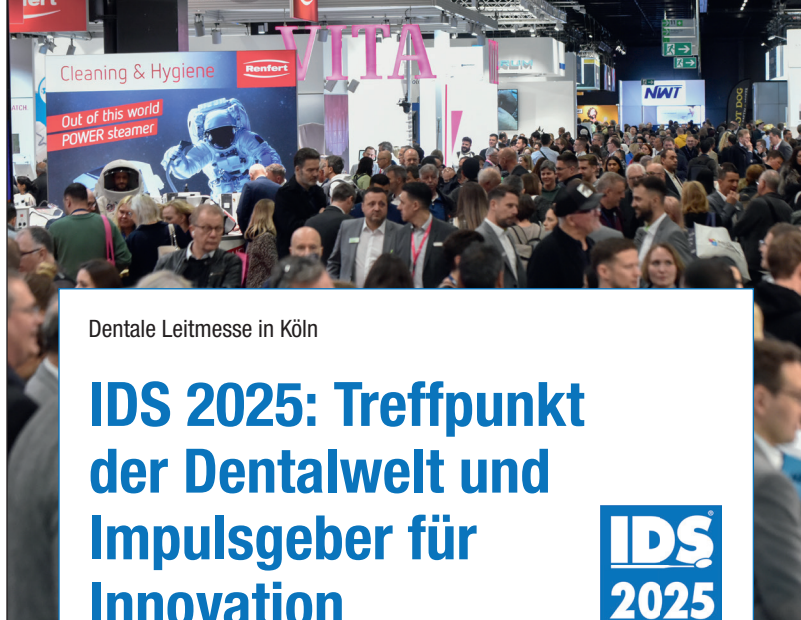 Cleaning & Hygiene
Renfert
Out of this world
POWER steamer
VITA
NWT
Dentale Leitmesse in Köln
IDS 2025: Treffpunkt
der Dentalwelt und
Impulsgeber für
Innovation
IDS
2025